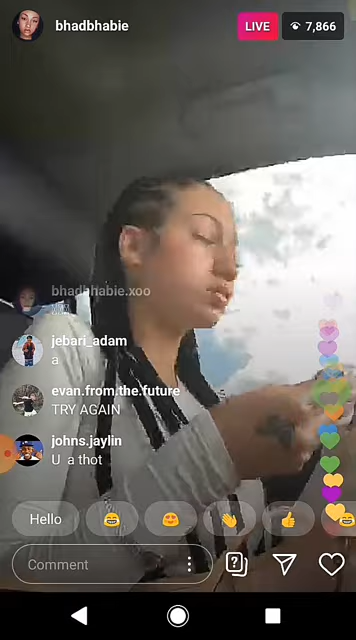 bhadbhabie
LIVE
7,866
bhadbhabie.xoo
jebari_adam
a
evan.from.the.future
TRY AGAIN
johns.jaylin
U a thot
Hello
Comment